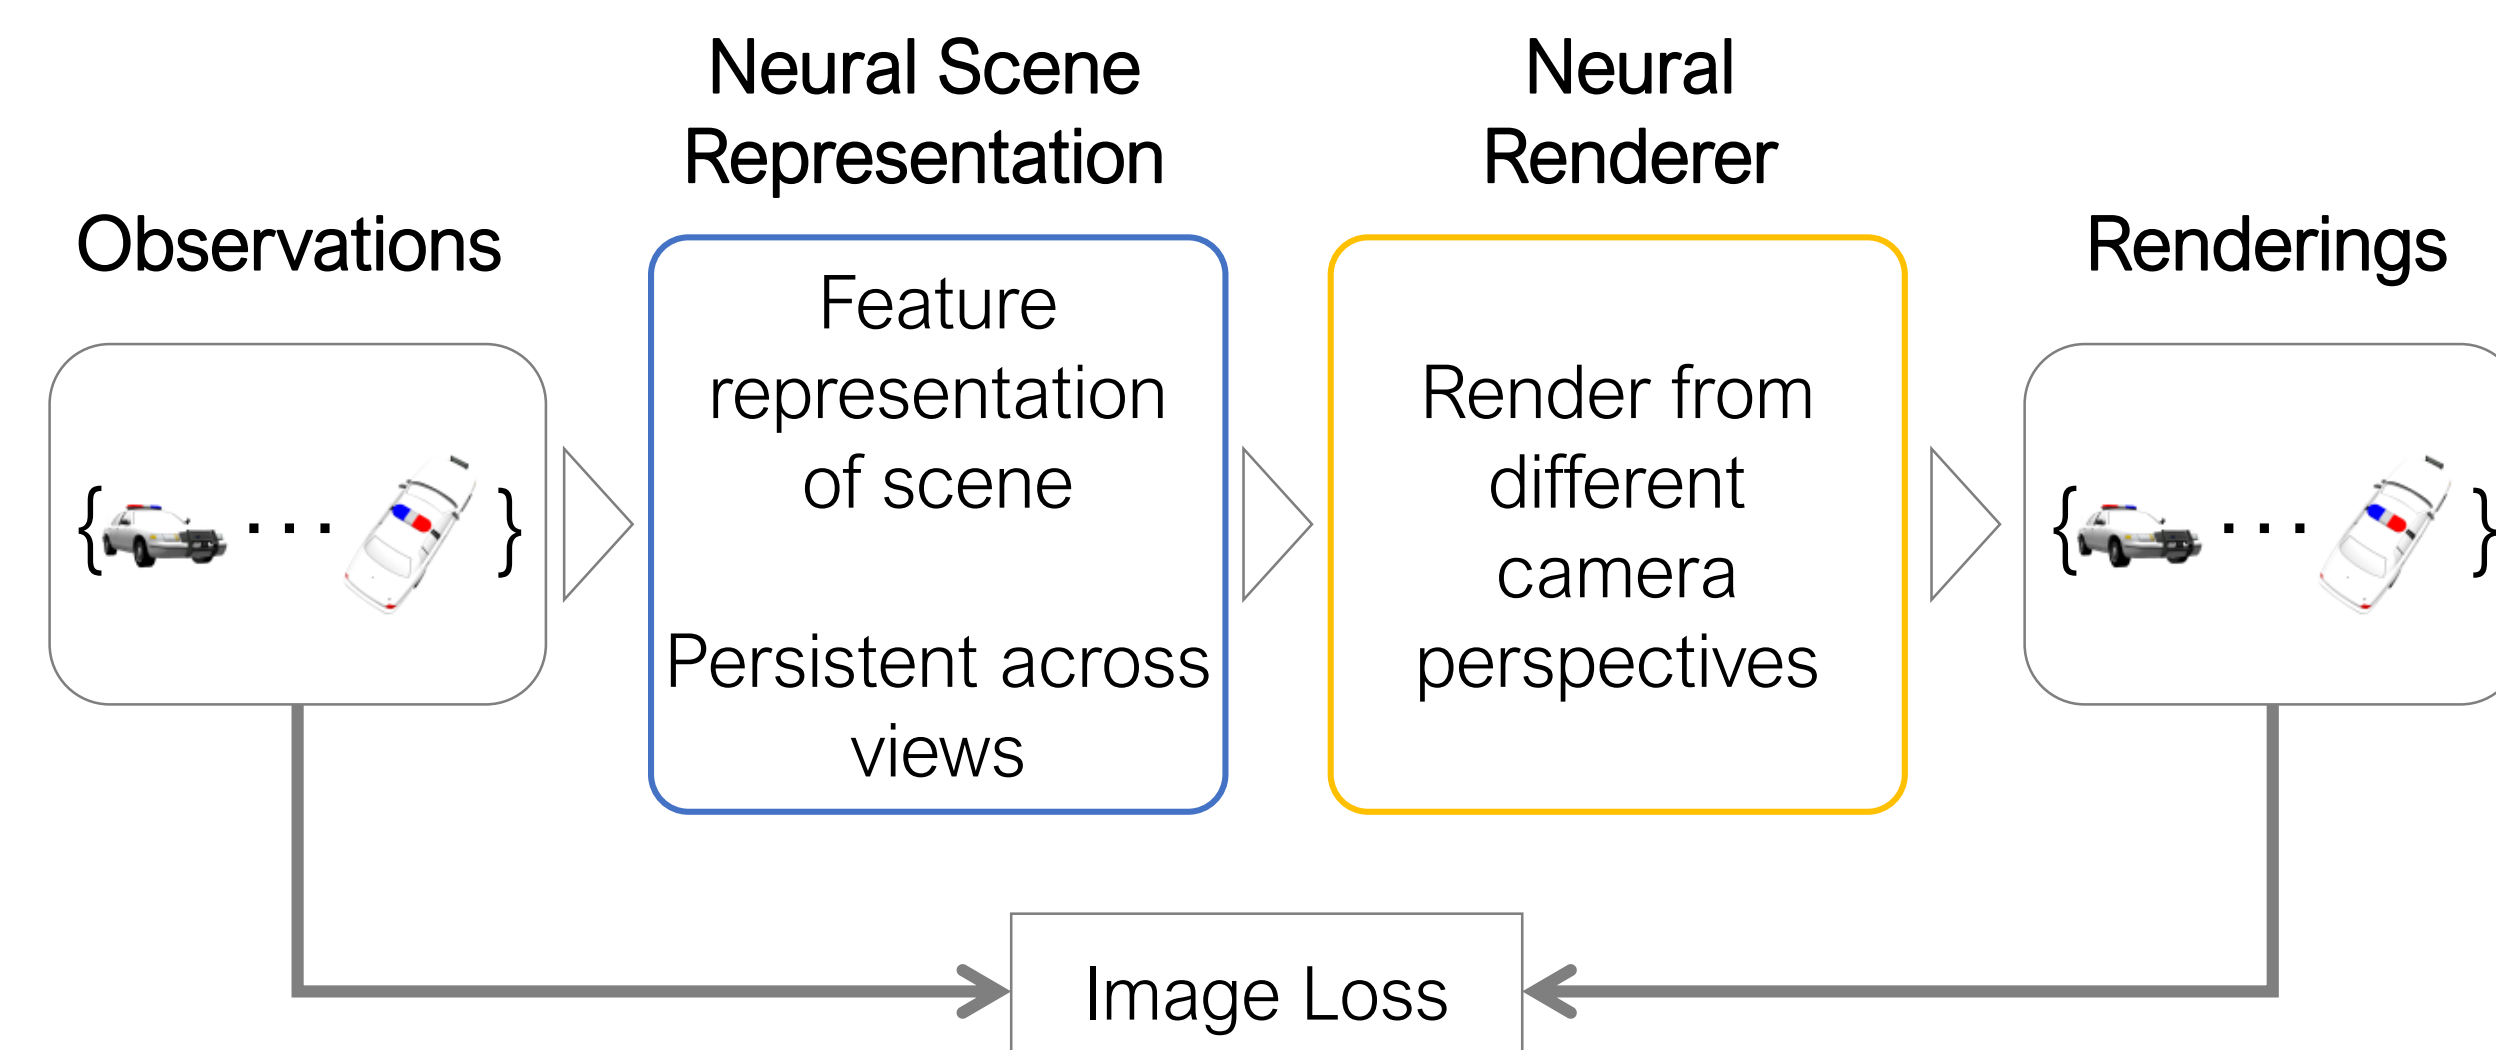 Observations
{ ... }
Neural Scene
Representation
Feature
representation
of scene
Persistent across
views
Neural
Renderer
Render from
different
camera
perspectives
Renderings
{ ... }
Image Loss